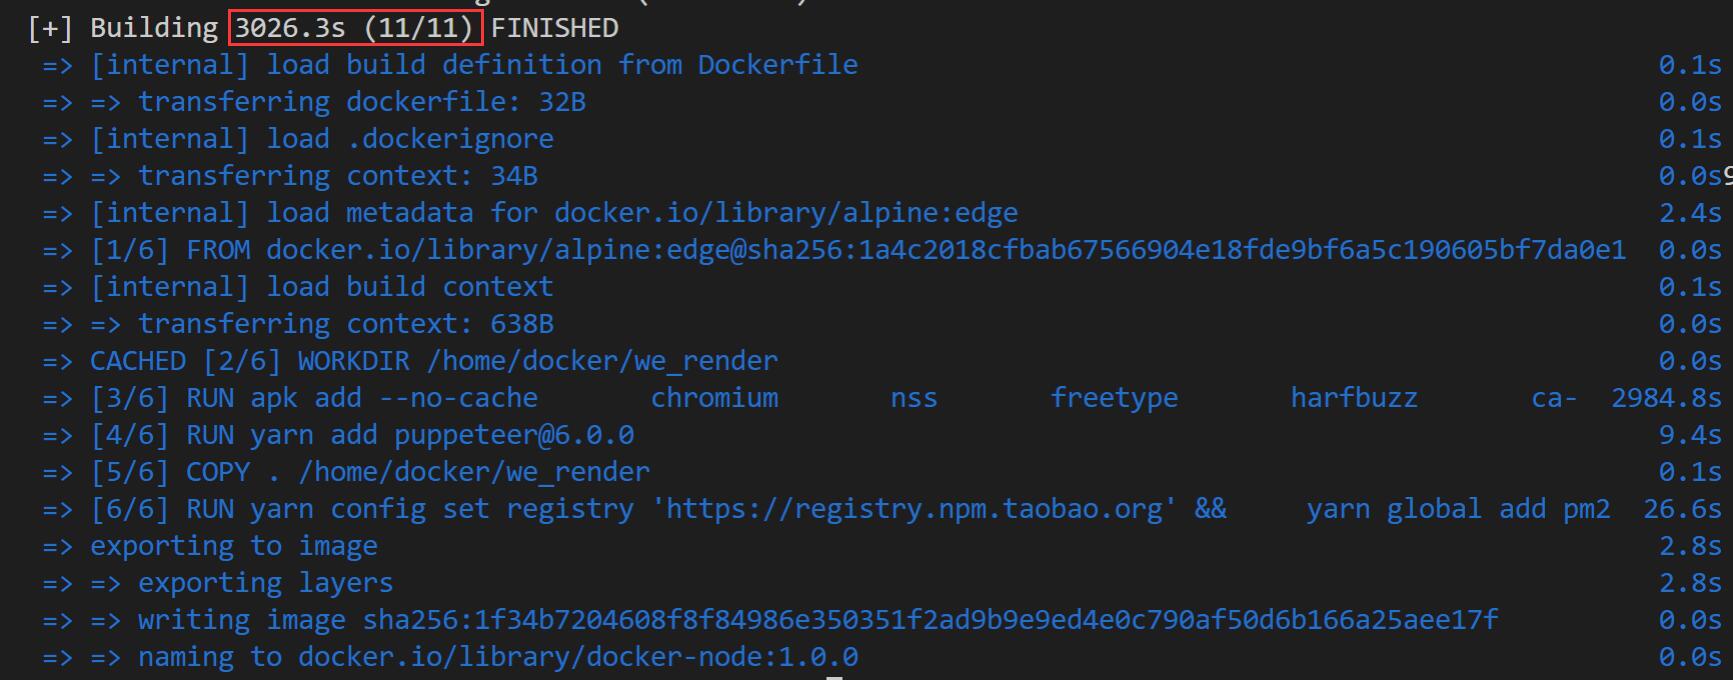 [+] Building 3026.3s (11/11) FINISHED
=> [internal] load build definition from Dockerfile 0.1s
=> => transferring dockerfile: 32B 0.0s
=> [internal] load .dockerignore 0.1s
=> => transferring context: 34B 0.0s9
=> [internal] load metadata for docker.io/library/alpine:edge 2.4s
=> [1/6] FROM docker.io/library/alpine:edge@sha256:1a4c2018cfbab67566904e18fde9bf6a5c190605bf7da0e1 0.0s
=> [internal] load build context 0.1s
=> => transferring context: 638B 0.0s
=> CACHED [2/6] WORKDIR /home/docker/we_render 0.0s
=> [3/6] RUN apk add --no-cache chromium nss freetype harfbuzz ca- 2984.8s
=> [4/6] RUN yarn add puppeteer@6.0.0 9.4s
=> [5/6] COPY . /home/docker/we_render 0.1s
=> [6/6] RUN yarn config set registry 'https://registry.npm.taobao.org' && yarn global add pm2 26.6s
=> exporting to image 2.8s
=> => exporting layers 2.8s
=> => writing image sha256:1f34b7204608f8f84986e350351f2ad9b9e9ed4e0c790af50d6b166a25aee17f 0.0s
=> => naming to docker.io/library/docker-node:1.0.0 0.0s